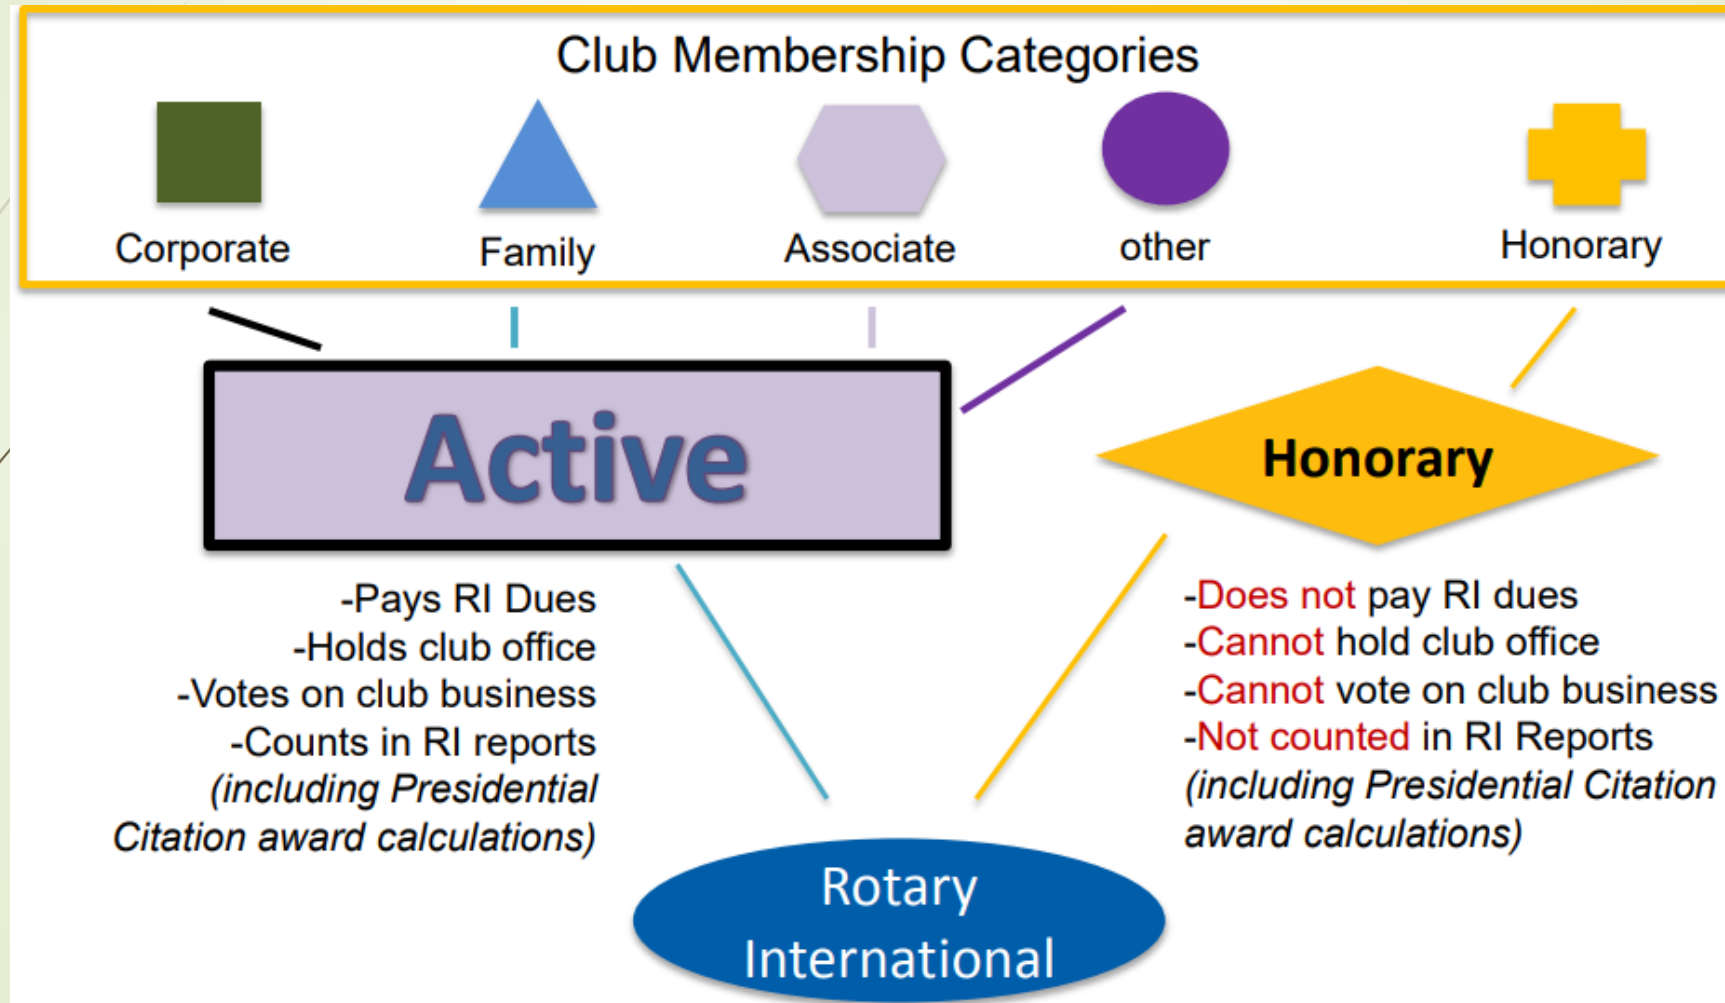 Club Membership Categories
Corporate
Family
Associate
other
Honorary
Active
Honorary
-Pays RI Dues
-Holds club office
-Votes on club business
-Counts in RI reports
(including Presidential
Citation award calculations)
-Does not pay RI dues
-Cannot hold club office
-Cannot vote on club business
-Not counted in RI Reports
(including Presidential Citation
award calculations)
Rotary
International